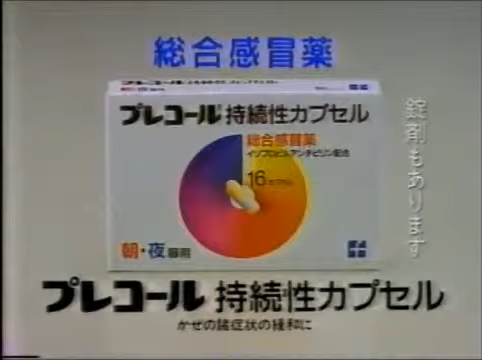 総合感冒薬
プレコール 持続性カプセル
総合感冒薬
イソプロピルアンチピリン配合
16カプセル
朝・夜服用
錠剤もあります
プレコール 持続性カプセル
かぜの諸症状の緩和に